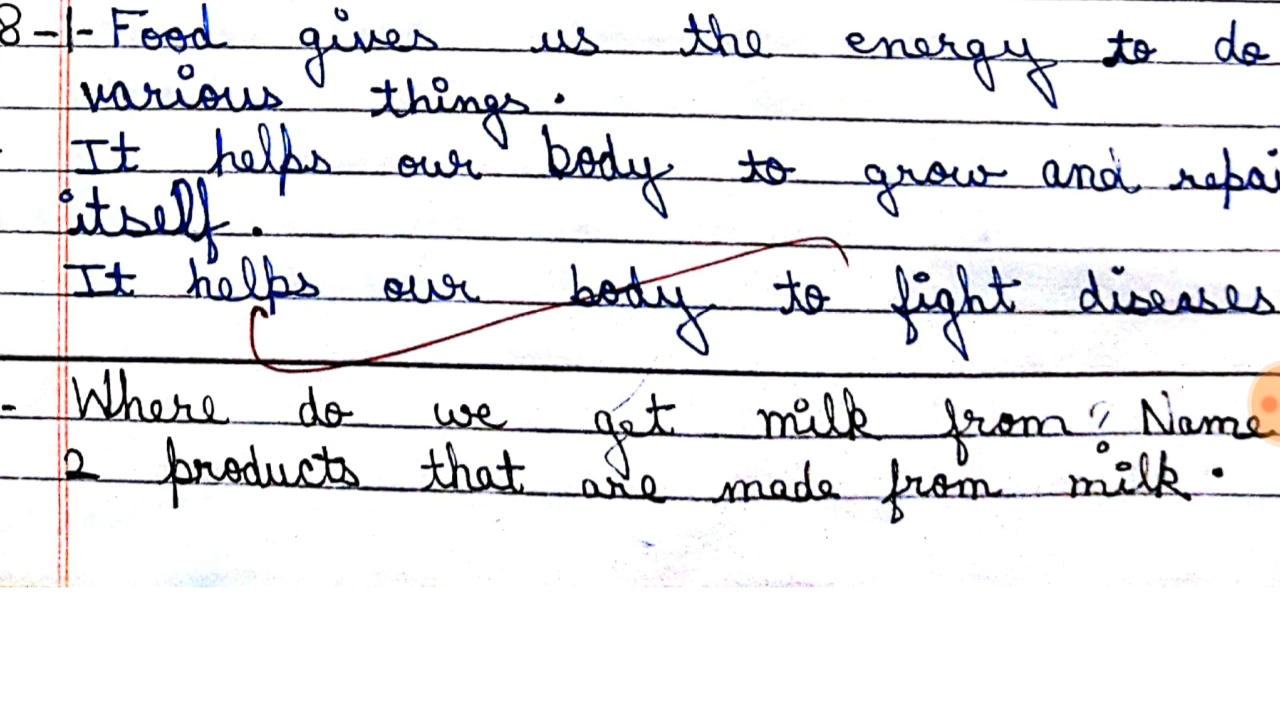 8-1- Food gives us the energy to do
various things.
It helps our body to grow and repai
itself.
It helps our body to fight diseases
- Where do we get milk from? Name
2 products that are made from milk.